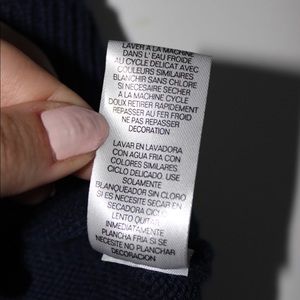 LAVER A LA MACHINE
DANS L' EAU FROIDE
AU CYCLE DELICAT AVEC
COULEURS SIMILAIRES
BLANCHIR SANS CHLORE
SI NECESAIRE SECHER
A LA MACHINE CYCLE
DOUX RETIRER RAPIDEMENT
REPASSER AU FER FROID
NE PAS REPASSER
DECORATION
LAVAR EN LAVADORA
CON AGUA FRIA CON
COLORES SIMILARES
CICLO DELICADO. USE
SOLAMENTE
BLANQUEADOR SIN CLORO
SI ES NECESITE SECAR EN
SECADORA CICLO
LENTO QUITAR
INMEDIATAMENTE
PLANCHA FRIA SI SE
NECESITE NO PLANCHAR
DECORACION